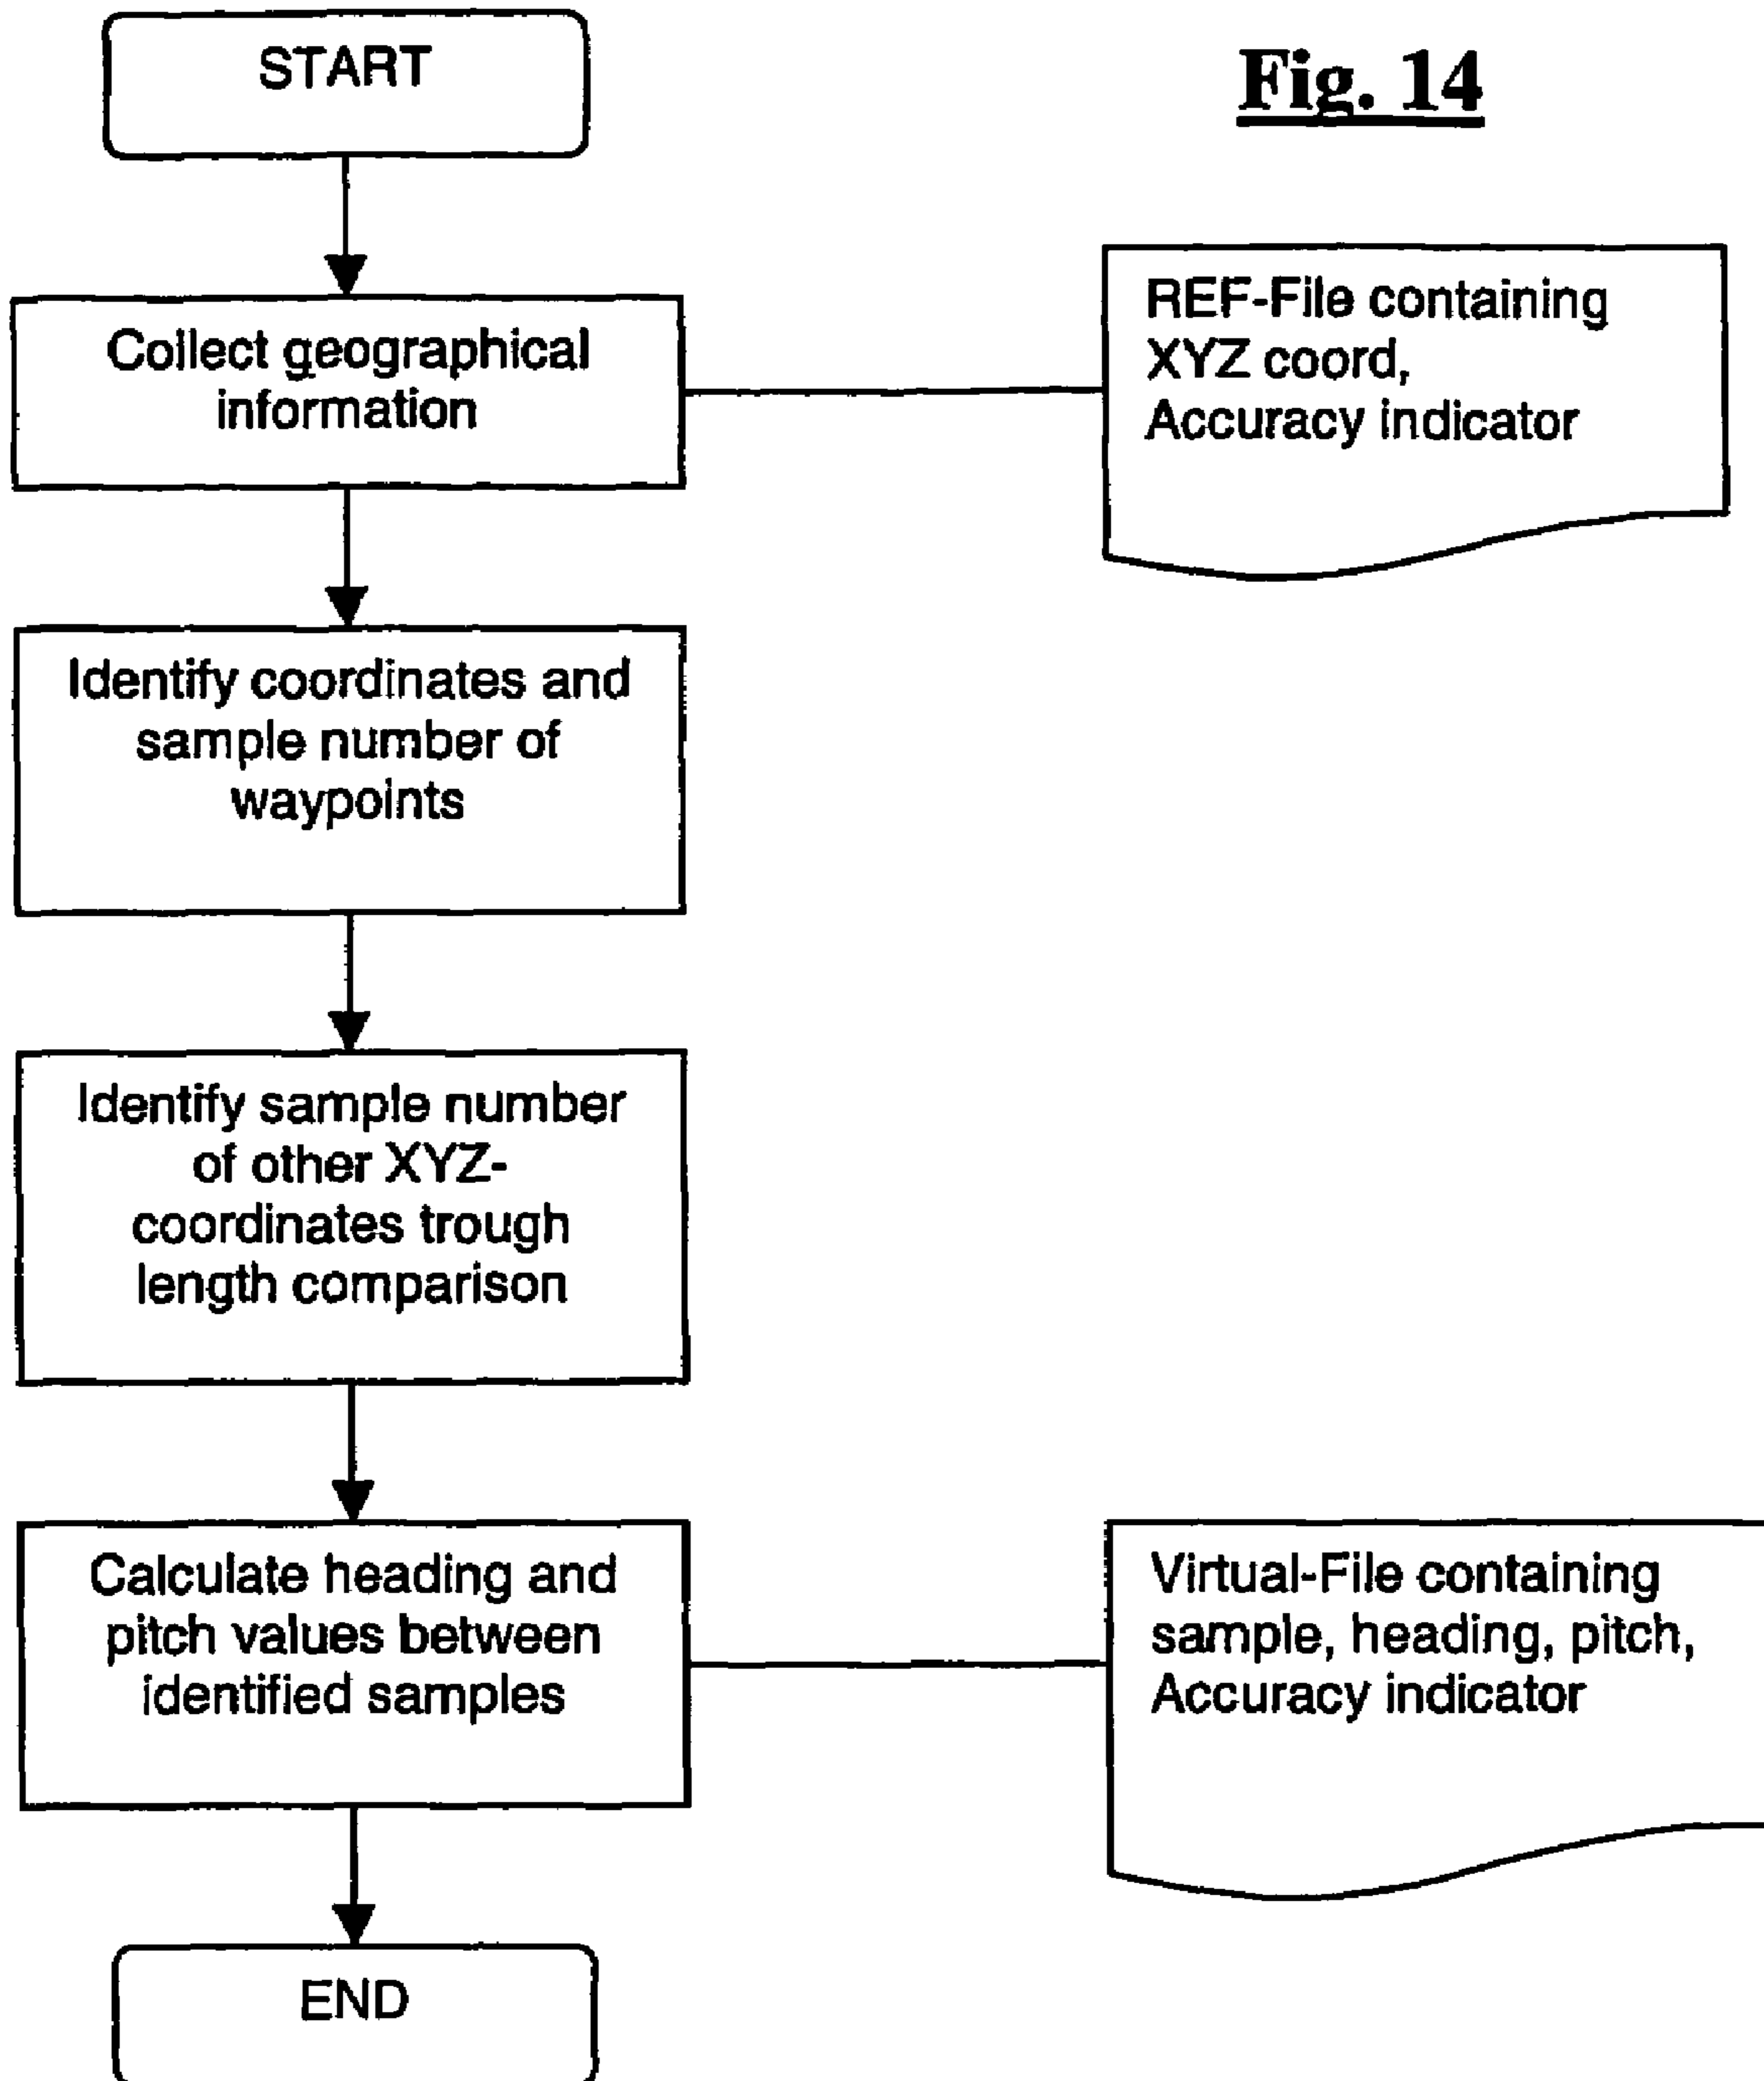 START
Fig. 14
Collect geographical
information
REF-File containing
XYZ coord,
Accuracy indicator
Identify coordinates and
sample number of
waypoints
Identify sample number
of other XYZ-
coordinates trough
length comparison
Calculate heading and
pitch values between
identified samples
Virtual-File containing
sample, heading, pitch,
Accuracy indicator
END